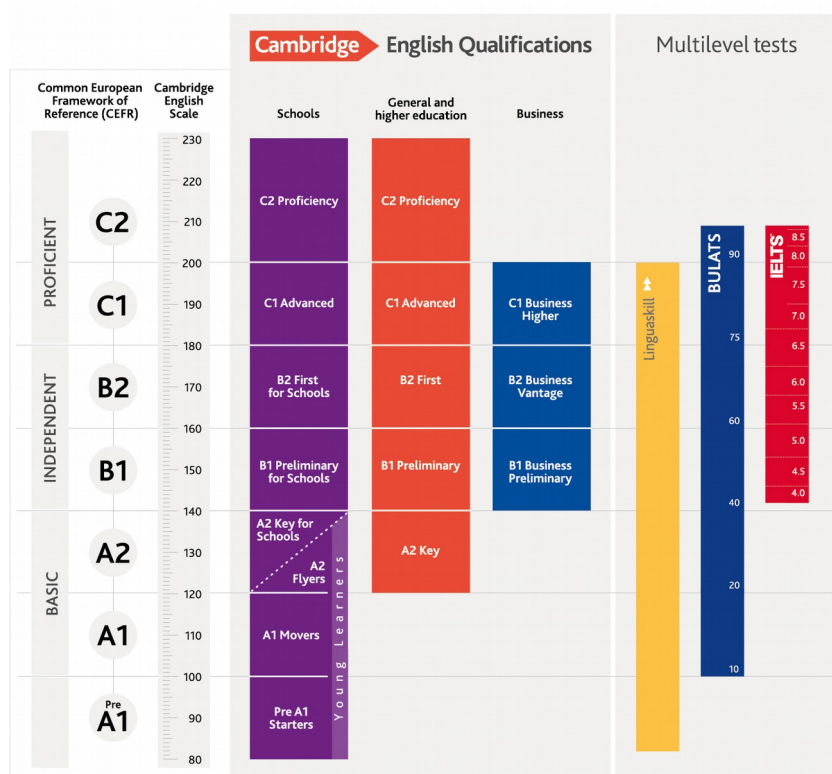 Cambridge English Qualifications
Multilevel tests
Common European
Framework of
Reference (CEFR)
Cambridge
English
Scale
Schools
General and
higher education
Business
PROFICIENT
INDEPENDENT
BASIC
C2
C1
B2
B1
A2
A1
Pre
A1
230
220
210
200
190
180
170
160
150
140
130
120
110
100
90
80
C2 Proficiency
C1 Advanced
B2 First
for Schools
B1 Preliminary
for Schools
A2 Key for
Schools
A2
Flyers
A1 Movers
Pre A1
Starters
Young Learners
C2 Proficiency
C1 Advanced
B2 First
B1 Preliminary
A2 Key
C1 Business
Higher
B2 Business
Vantage
B1 Business
Preliminary
Linguaskill
BULATS
90
75
60
40
20
10
IELTS
8.5
8.0
7.5
7.0
6.5
6.0
5.5
5.0
4.5
4.0